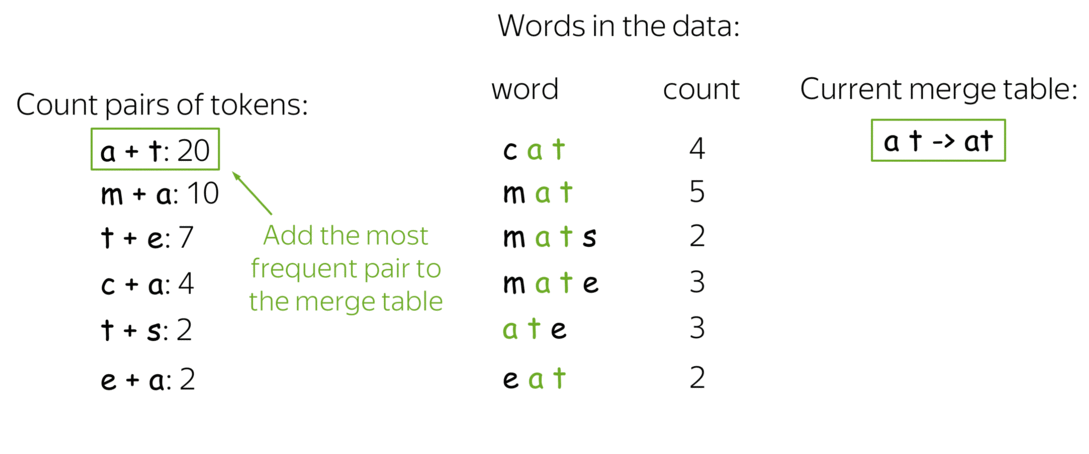 Words in the data:
Count pairs of tokens:
a + t: 20
m + a: 10
t + e: 7
c + a: 4
t + s: 2
e + a: 2
Add the most
frequent pair to
the merge table
word count
c a t 4
m a t 5
m a t s 2
m a t e 3
a t e 3
e a t 2
Current merge table:
a t -> at